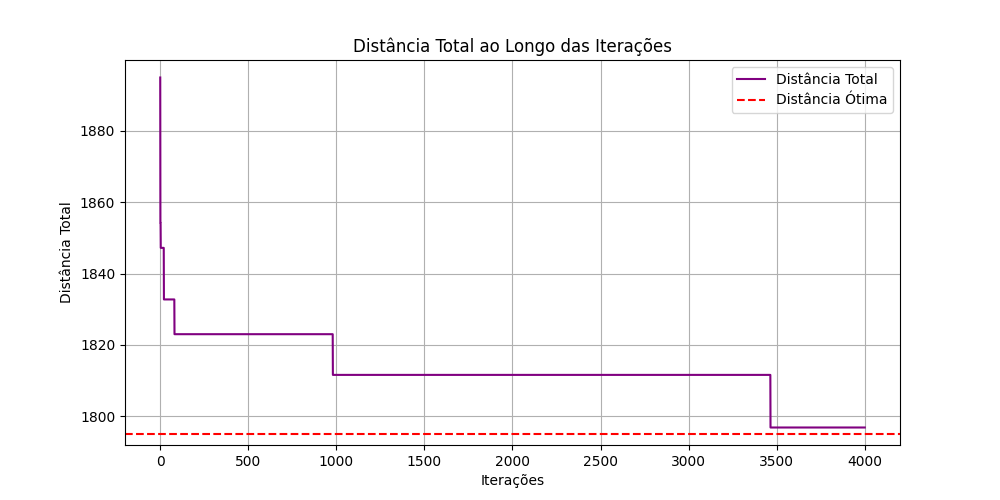 Distância Total ao Longo das Iterações
Distância Total
Distância Ótima
Distância Total
1880
1860
1840
1820
1800
0 500 1000 1500 2000 2500 3000 3500 4000
Iterações